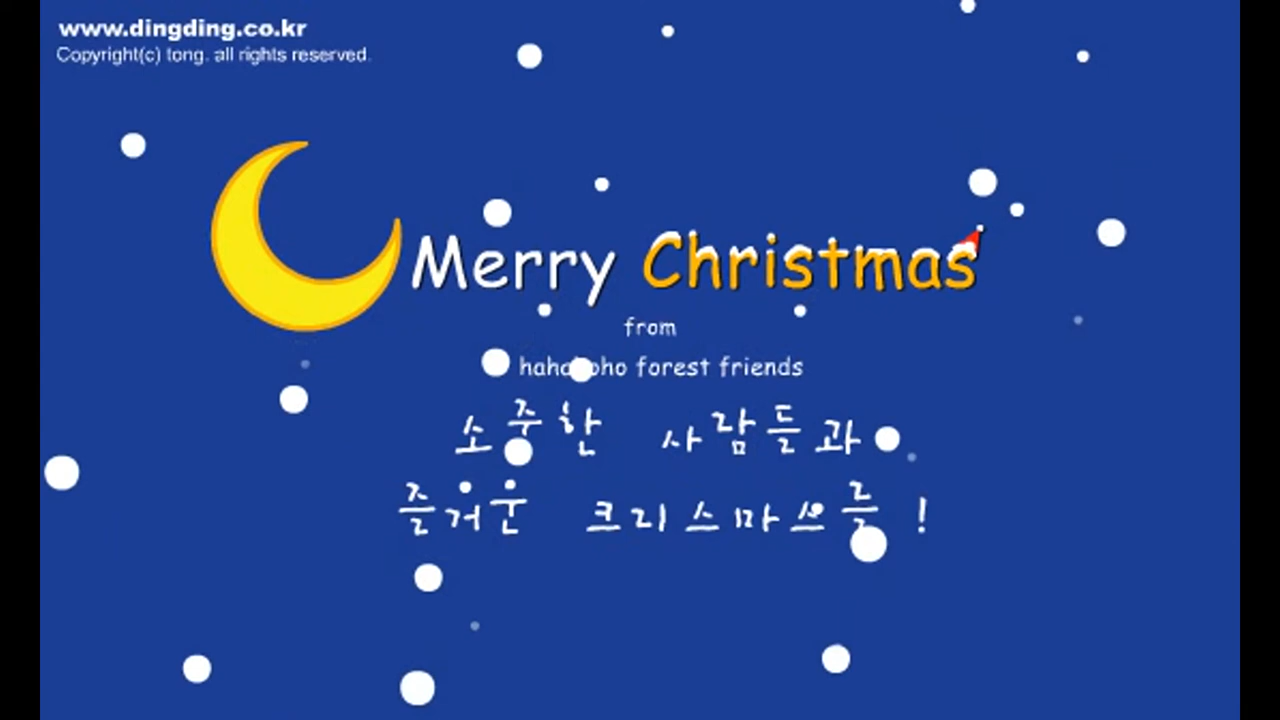 www.dingding.co.kr
Copyright(c) tong. all rights reserved.
Merry Christmas
from
hahahoho forest friends
소중한 사람들과
즐거운 크리스마스를 !